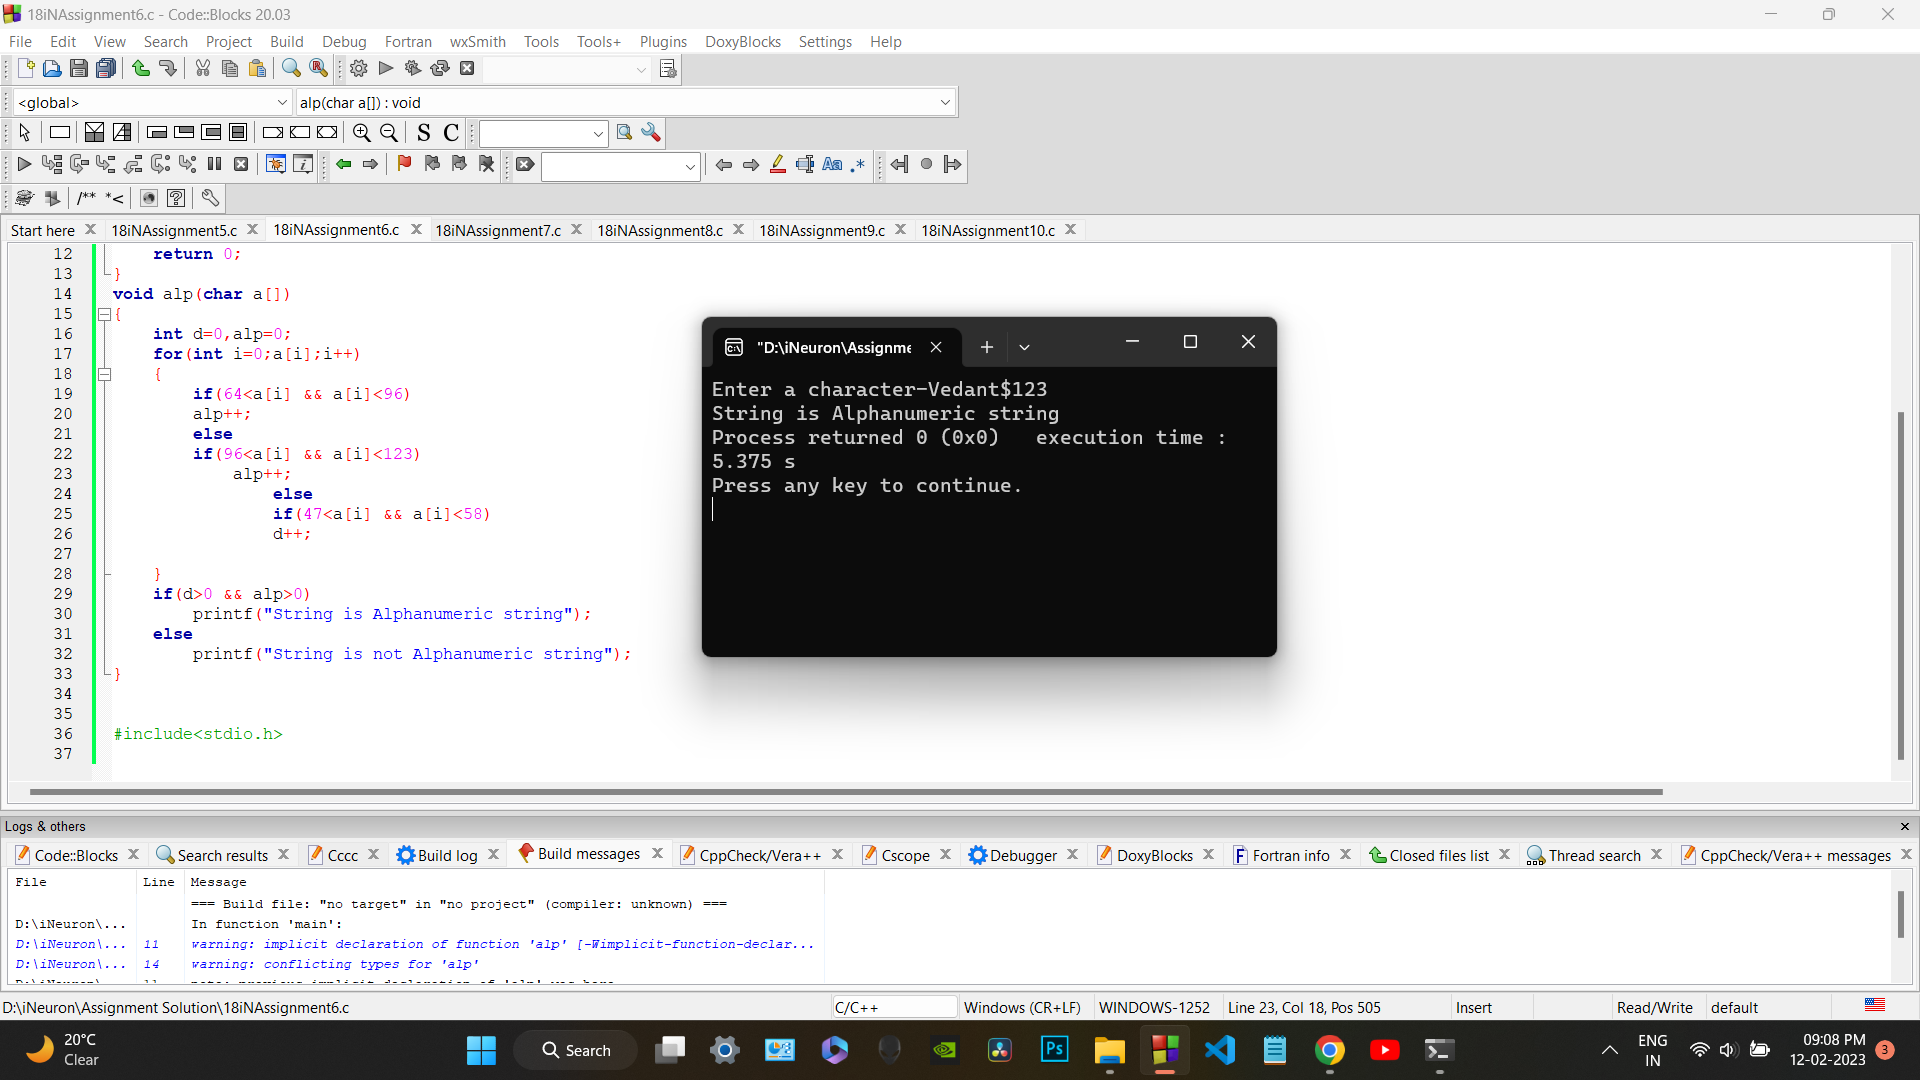 18iNAssignment6.c - Code::Blocks 20.03
File Edit View Search Project Build Debug Fortran wxSmith Tools Tools+ Plugins DoxyBlocks Settings Help
<global> alp(char a[]) : void
S C
Aa .*
/** *<
Start here 18iNAssignment5.c 18iNAssignment6.c 18iNAssignment7.c 18iNAssignment8.c 18iNAssignment9.c 18iNAssignment10.c
12 return 0;
13 }
14 void alp(char a[])
15 {
16 int d=0,alp=0;
17 for(int i=0;a[i];i++)
18 {
19 if(64<a[i] && a[i]<96)
20 alp++;
21 else
22 if(96<a[i] && a[i]<123)
23 alp++;
24 else
25 if(47<a[i] && a[i]<58)
26 d++;
27
28 }
29 if(d>0 && alp>0)
30 printf("String is Alphanumeric string");
31 else
32 printf("String is not Alphanumeric string");
33 }
34
35
36 #include<stdio.h>
37
"D:\iNeuron\Assignme
Enter a character-Vedant$123
String is Alphanumeric string
Process returned 0 (0x0) execution time :
5.375 s
Press any key to continue.
Logs & others
Code::Blocks Search results Cccc Build log Build messages CppCheck/Vera++ Cscope Debugger DoxyBlocks Fortran info Closed files list Thread search CppCheck/Vera++ messages
File Line Message
=== Build file: "no target" in "no project" (compiler: unknown) ===
D:\iNeuron\... In function 'main':
D:\iNeuron\... 11 warning: implicit declaration of function 'alp' [-Wimplicit-function-declar...
D:\iNeuron\... 14 warning: conflicting types for 'alp'
D:\iNeuron\Assignment Solution\18iNAssignment6.c C/C++ Windows (CR+LF) WINDOWS-1252 Line 23, Col 18, Pos 505 Insert Read/Write default
20°C
Clear
Search
Ps
ENG
IN
09:08 PM
12-02-2023
3